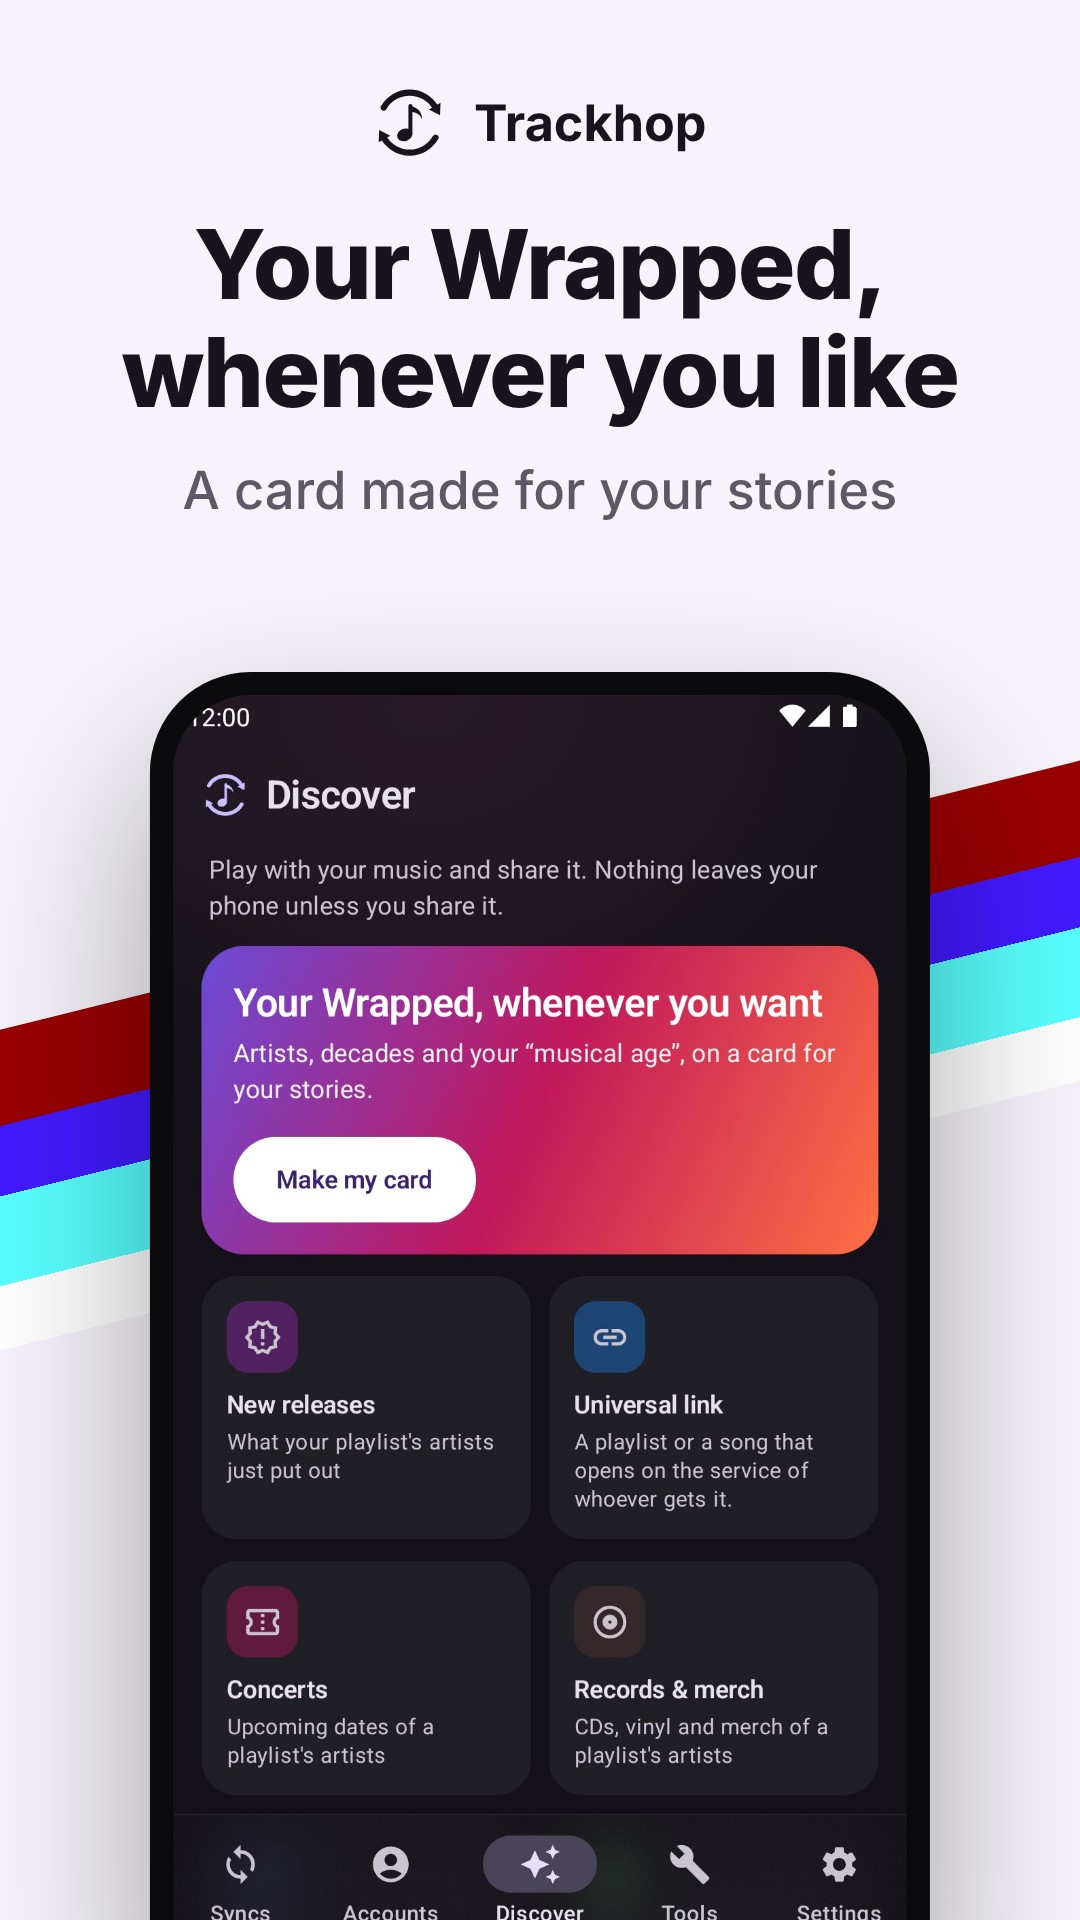 Trackhop
Your Wrapped,
whenever you like
A card made for your stories
12:00
Discover
Play with your music and share it. Nothing leaves your
phone unless you share it.
Your Wrapped, whenever you want
Artists, decades and your “musical age”, on a card for
your stories.
Make my card
New releases
What your playlist's artists
just put out
Universal link
A playlist or a song that
opens on the service of
whoever gets it.
Concerts
Upcoming dates of a
playlist's artists
Records & merch
CDs, vinyl and merch of a
playlist's artists
Syncs Accounts Discover Tools Settings